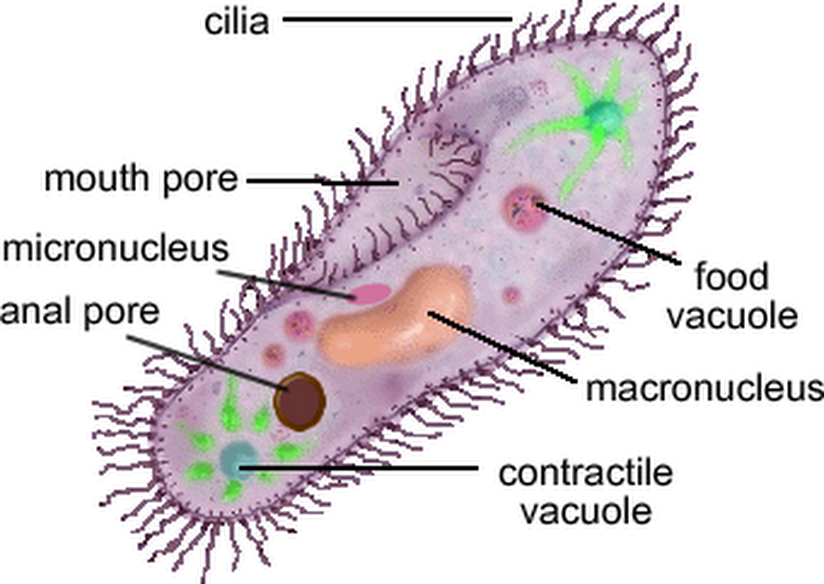 cilia
mouth pore
micronucleus
anal pore
food
vacuole
macronucleus
contractile
vacuole